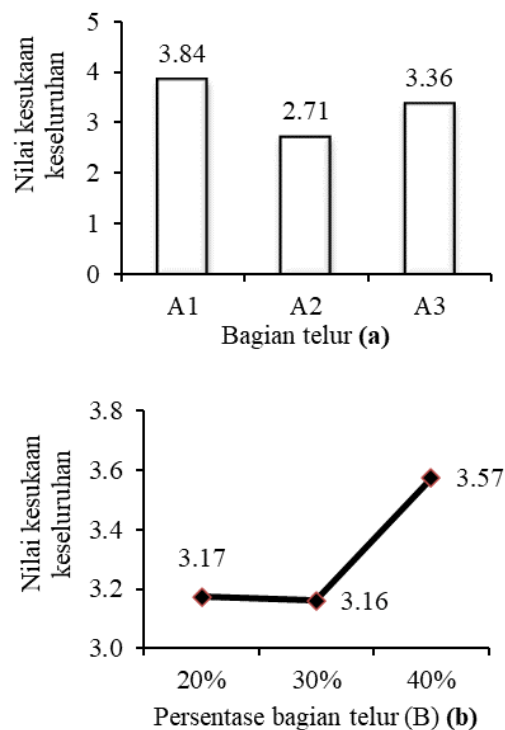 Nilai kesukaan
keseluruhan
5
4
3
2
1
0
3.84
2.71
3.36
A1 A2 A3
Bagian telur (a)
Nilai kesukaan
keseluruhan
3.8
3.6
3.4
3.2
3.0
3.17
3.16
3.57
20% 30% 40%
Persentase bagian telur (B) (b)